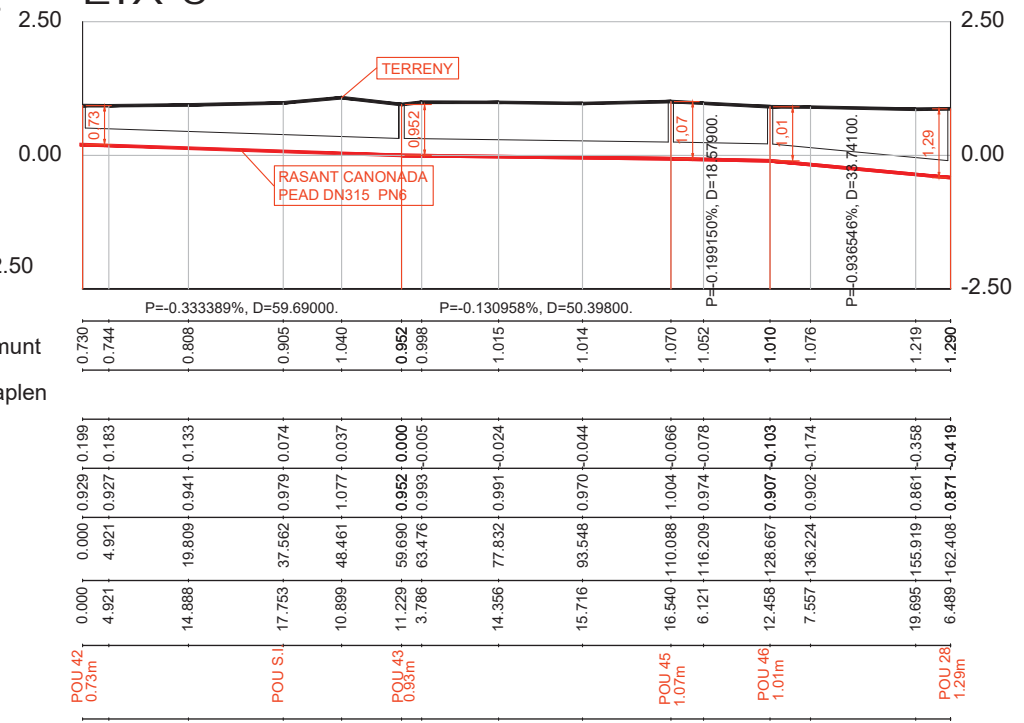 2.50
2.50
TERRENY
0,73
0,952
1,07
1,01
1,29
0.00
0.00
RASANT CANONADA
PEAD DN315 PN6
2.50
-2.50
P=-0.333389%, D=59.69000.
P=-0.130958%, D=50.39800.
P=-0.199150%, D=18.57900.
P=-0.936546%, D=33.74100.
munt
0.730 0.744 0.808 0.905 1.040 0.952 0.998 1.015 1.014 1.070 1.052 1.010 1.076 1.219 1.290
aplen
0.199 0.183 0.133 0.074 0.037 0.000 -0.005 -0.024 -0.044 -0.066 -0.078 -0.103 -0.174 -0.358 -0.419
0.929 0.927 0.941 0.979 1.077 0.952 0.993 0.991 0.970 1.004 0.974 0.907 0.902 0.861 0.871
0.000 4.921 19.809 37.562 48.461 59.690 63.476 77.832 93.548 110.088 116.209 128.667 136.224 155.919 162.408
0.000 4.921 14.888 17.753 10.899 11.229 3.786 14.356 15.716 16.540 6.121 12.458 7.557 19.695 6.489
POU 42
0.73m
POU S.I.
POU 43
0.93m
POU 45
1.07m
POU 46
1.01m
POU 28
1.29m